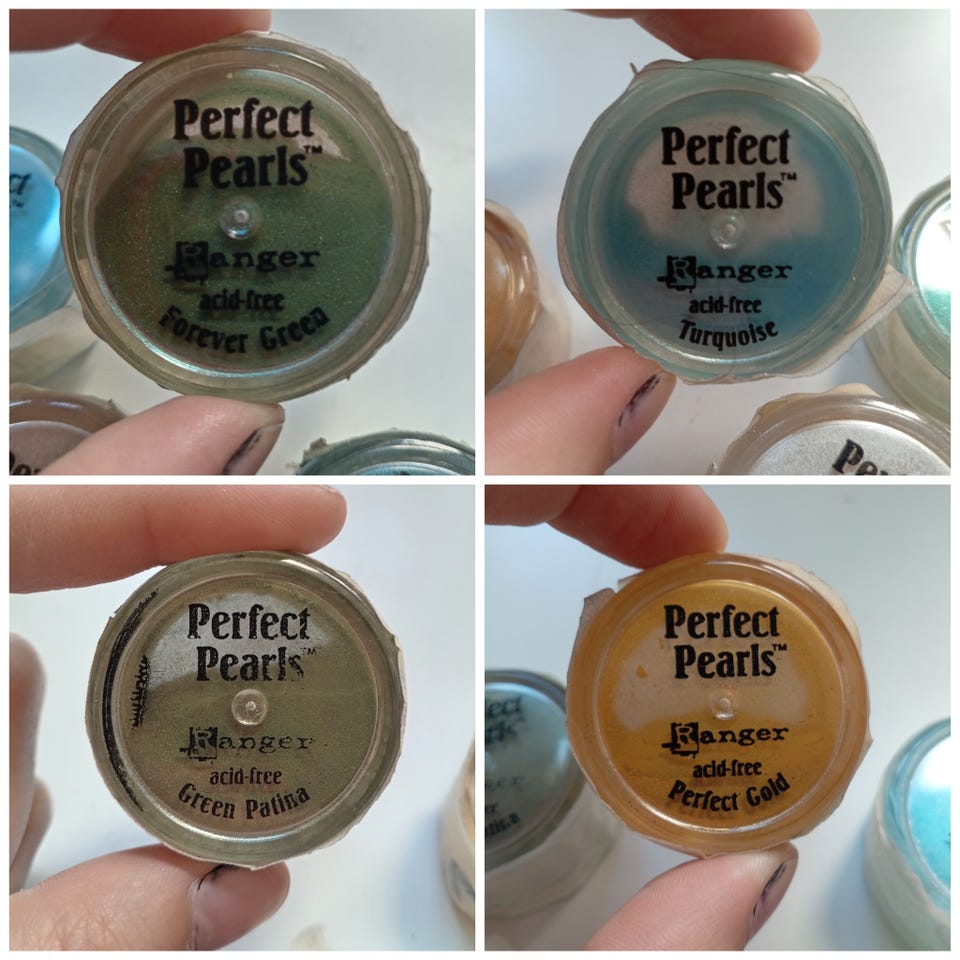 Perfect
Pearls™
Ranger
acid-free
Forever Green
Perfect
Pearls™
Ranger
acid-free
Turquoise
Perfect
Pearls™
Ranger
acid-free
Green Patina
Perfect
Pearls™
Ranger
acid-free
Perfect Gold